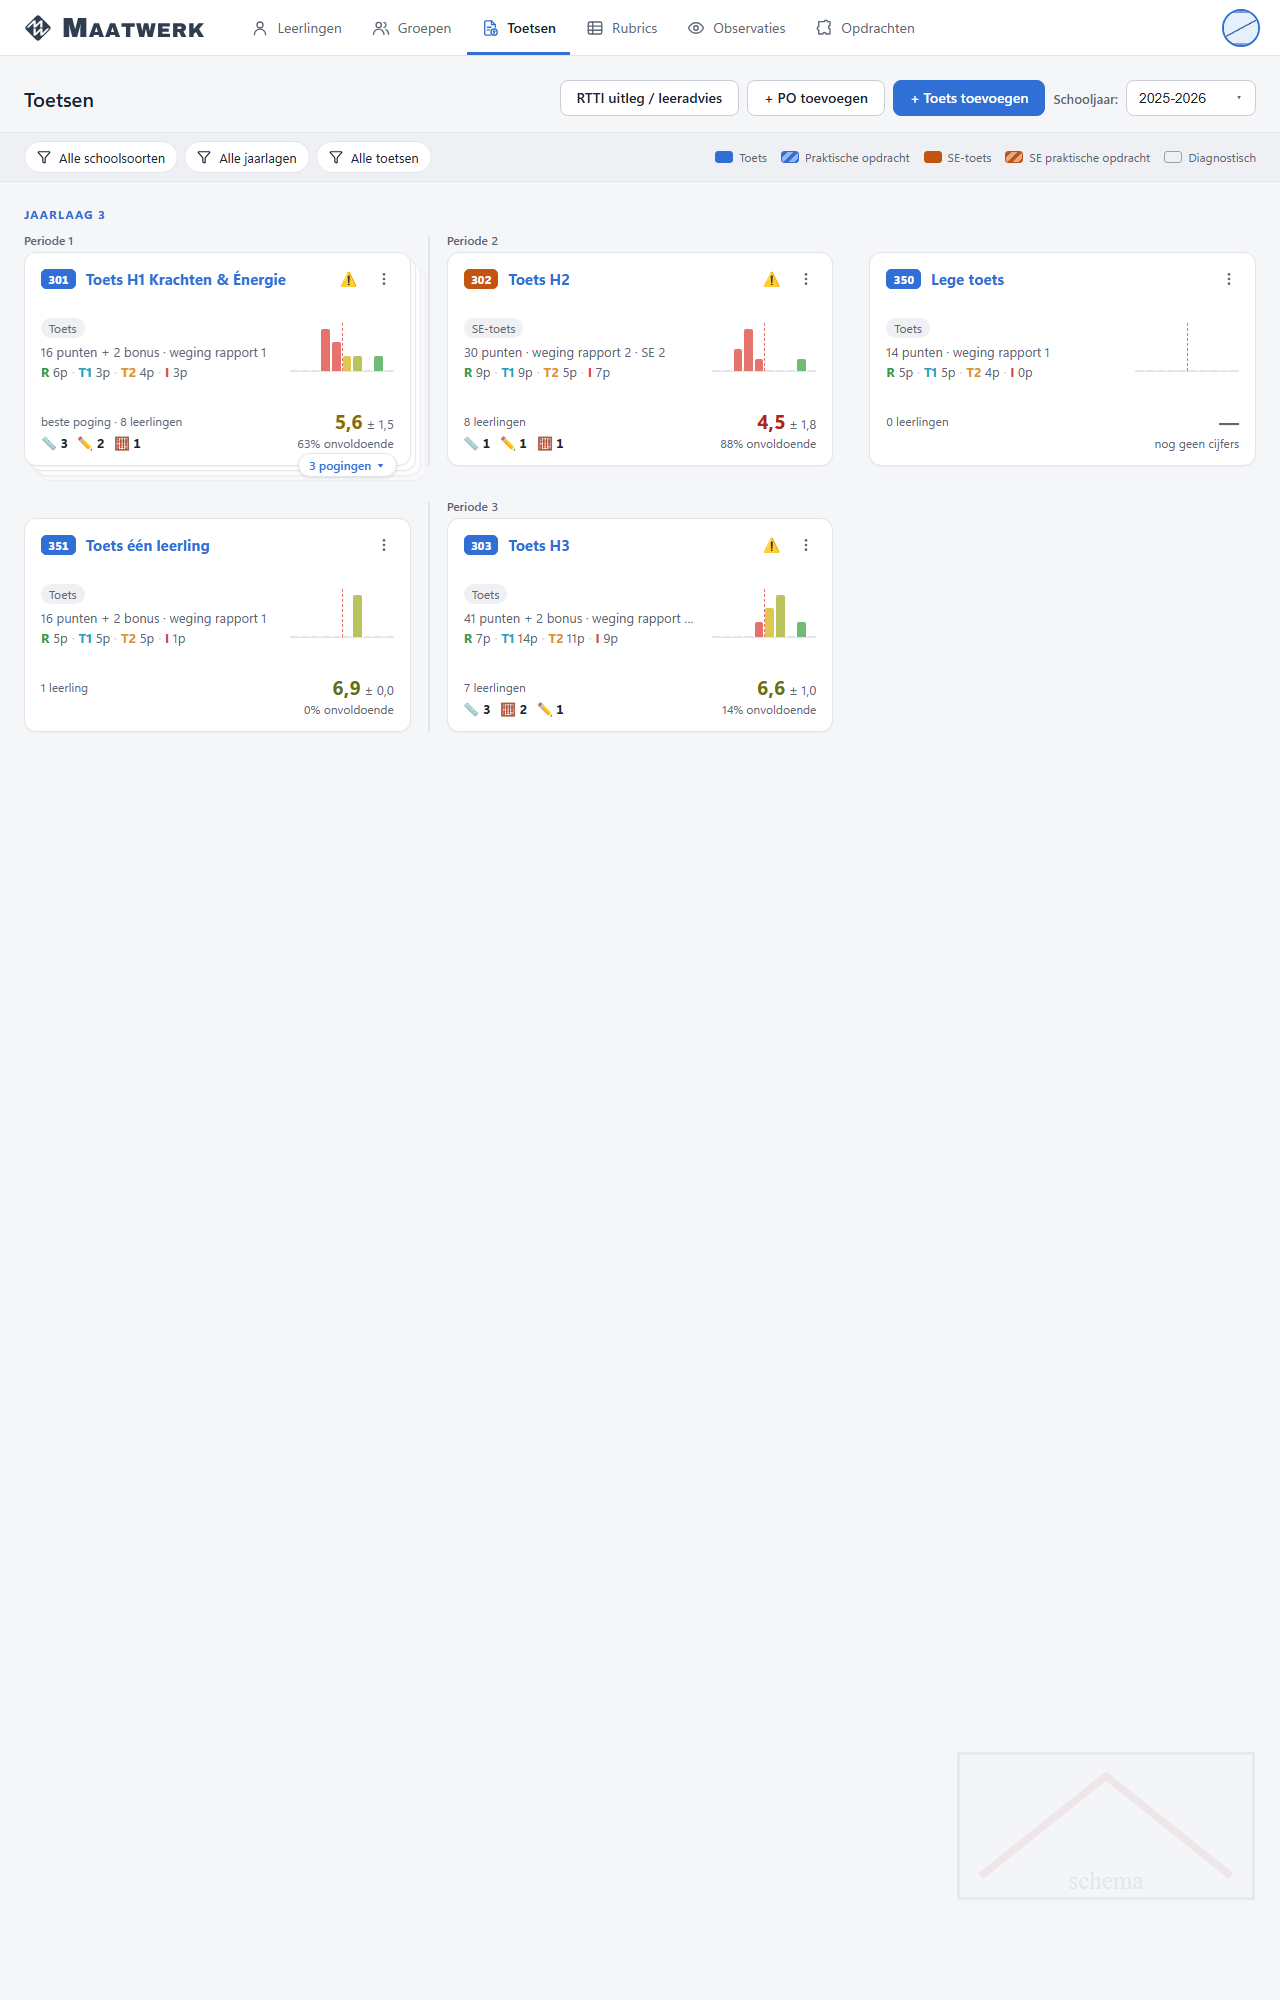 MAATWERK
Leerlingen
Groepen
Toetsen
Rubrics
Observaties
Opdrachten
Toetsen
RTTI uitleg / leeradvies
+ PO toevoegen
+ Toets toevoegen
Schooljaar:
2025-2026
Alle schoolsoorten
Alle jaarlagen
Alle toetsen
Toets
Praktische opdracht
SE-toets
SE praktische opdracht
Diagnostisch
JAARLAAG 3
Periode 1
301 Toets H1 Krachten & Énergie
Toets
16 punten + 2 bonus · weging rapport 1
R 6p · T1 3p · T2 4p · I 3p
beste poging · 8 leerlingen
5,6 ± 1,5
3 2 1
63% onvoldoende
3 pogingen
Periode 2
302 Toets H2
SE-toets
30 punten · weging rapport 2 · SE 2
R 9p · T1 9p · T2 5p · I 7p
8 leerlingen
4,5 ± 1,8
1 1 1
88% onvoldoende
350 Lege toets
Toets
14 punten · weging rapport 1
R 5p · T1 5p · T2 4p · I 0p
0 leerlingen
—
nog geen cijfers
351 Toets één leerling
Toets
16 punten + 2 bonus · weging rapport 1
R 5p · T1 5p · T2 5p · I 1p
1 leerling
6,9 ± 0,0
0% onvoldoende
Periode 3
303 Toets H3
Toets
41 punten + 2 bonus · weging rapport ...
R 7p · T1 14p · T2 11p · I 9p
7 leerlingen
6,6 ± 1,0
3 2 1
14% onvoldoende
schema